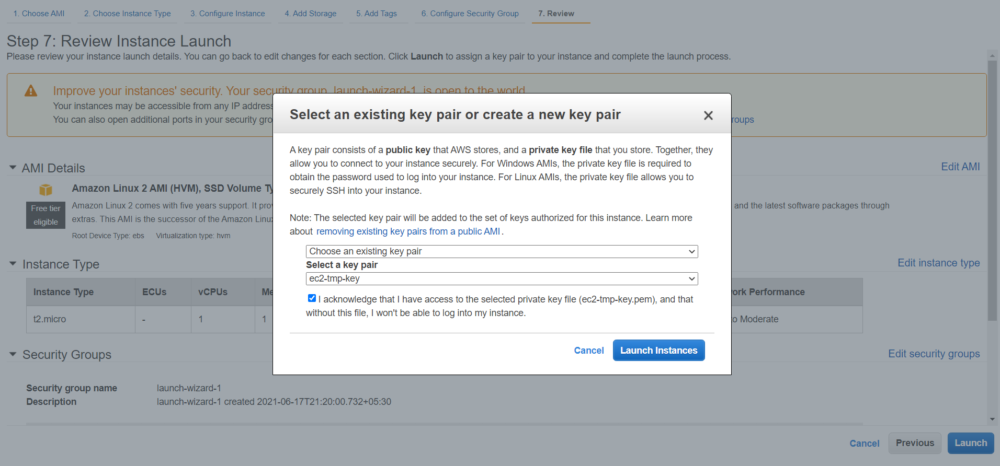 1. Choose AMI 2. Choose Instance Type 3. Configure Instance 4. Add Storage 5. Add Tags 6. Configure Security Group 7. Review
Step 7: Review Instance Launch
Please review your instance launch details. You can go back to edit changes for each section. Click Launch to assign a key pair to your instance and complete the launch process.
Improve your instances' security. Your security group, launch-wizard-1, is open to the world.
Your instances may be accessible from any IP address
You can also open additional ports in your security gro
roups
AMI Details
Edit AMI
Amazon Linux 2 AMI (HVM), SSD Volume Ty
Free tier
eligible
Amazon Linux 2 comes with five years support. It prov
and the latest software packages through
extras. This AMI is the successor of the Amazon Linux
Root Device Type: ebs Virtualization type: hvm
Instance Type
Edit instance type
Instance Type ECUs vCPUs Me
ork Performance
t2.micro - 1 1
to Moderate
Security Groups
Edit security groups
Security group name launch-wizard-1
Description launch-wizard-1 created 2021-06-17T21:20:00.732+05:30
Cancel Previous Launch
Select an existing key pair or create a new key pair
A key pair consists of a public key that AWS stores, and a private key file that you store. Together, they
allow you to connect to your instance securely. For Windows AMIs, the private key file is required to
obtain the password used to log into your instance. For Linux AMIs, the private key file allows you to
securely SSH into your instance.
Note: The selected key pair will be added to the set of keys authorized for this instance. Learn more
about removing existing key pairs from a public AMI .
Choose an existing key pair
Select a key pair
ec2-tmp-key
I acknowledge that I have access to the selected private key file (ec2-tmp-key.pem), and that
without this file, I won't be able to log into my instance.
Cancel Launch Instances